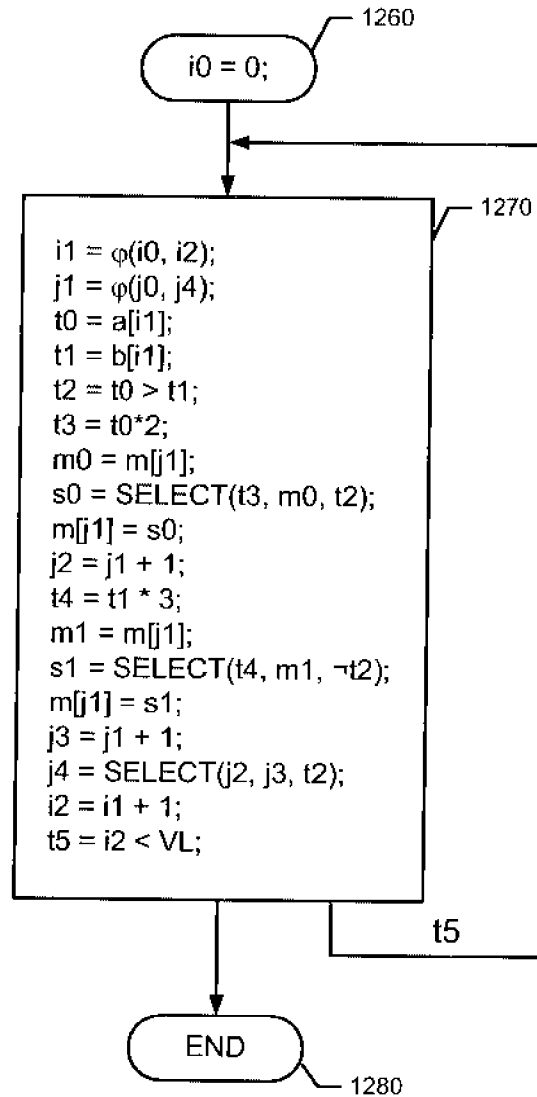 1260
i0 = 0;
1270
i1 = φ(i0, i2);
j1 = φ(j0, j4);
t0 = a[i1];
t1 = b[i1];
t2 = t0 > t1;
t3 = t0*2;
m0 = m[j1];
s0 = SELECT(t3, m0, t2);
m[j1] = s0;
j2 = j1 + 1;
t4 = t1 * 3;
m1 = m[j1];
s1 = SELECT(t4, m1, ¬t2);
m[j1] = s1;
j3 = j1 + 1;
j4 = SELECT(j2, j3, t2);
i2 = i1 + 1;
t5 = i2 < VL;
t5
END
1280